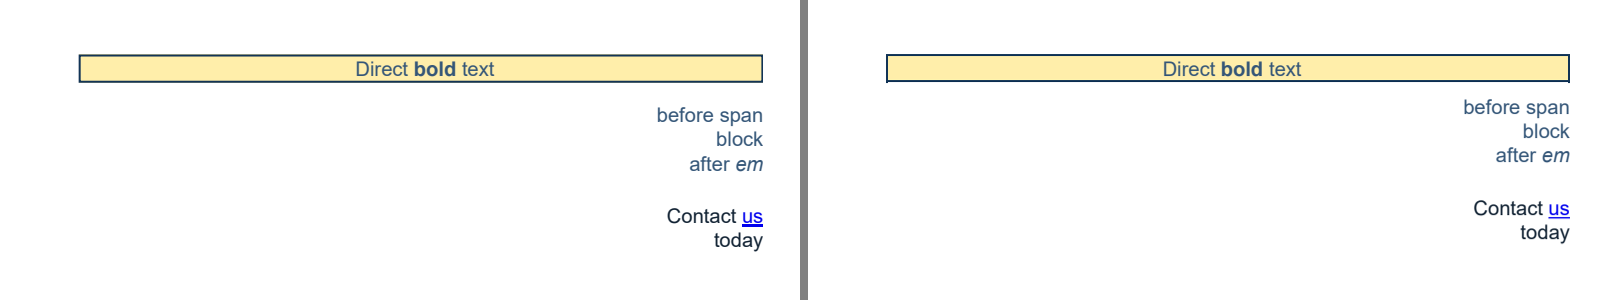 Direct bold text
before span
block
after em
Contact us
today
Direct bold text
before span
block
after em
Contact us
today